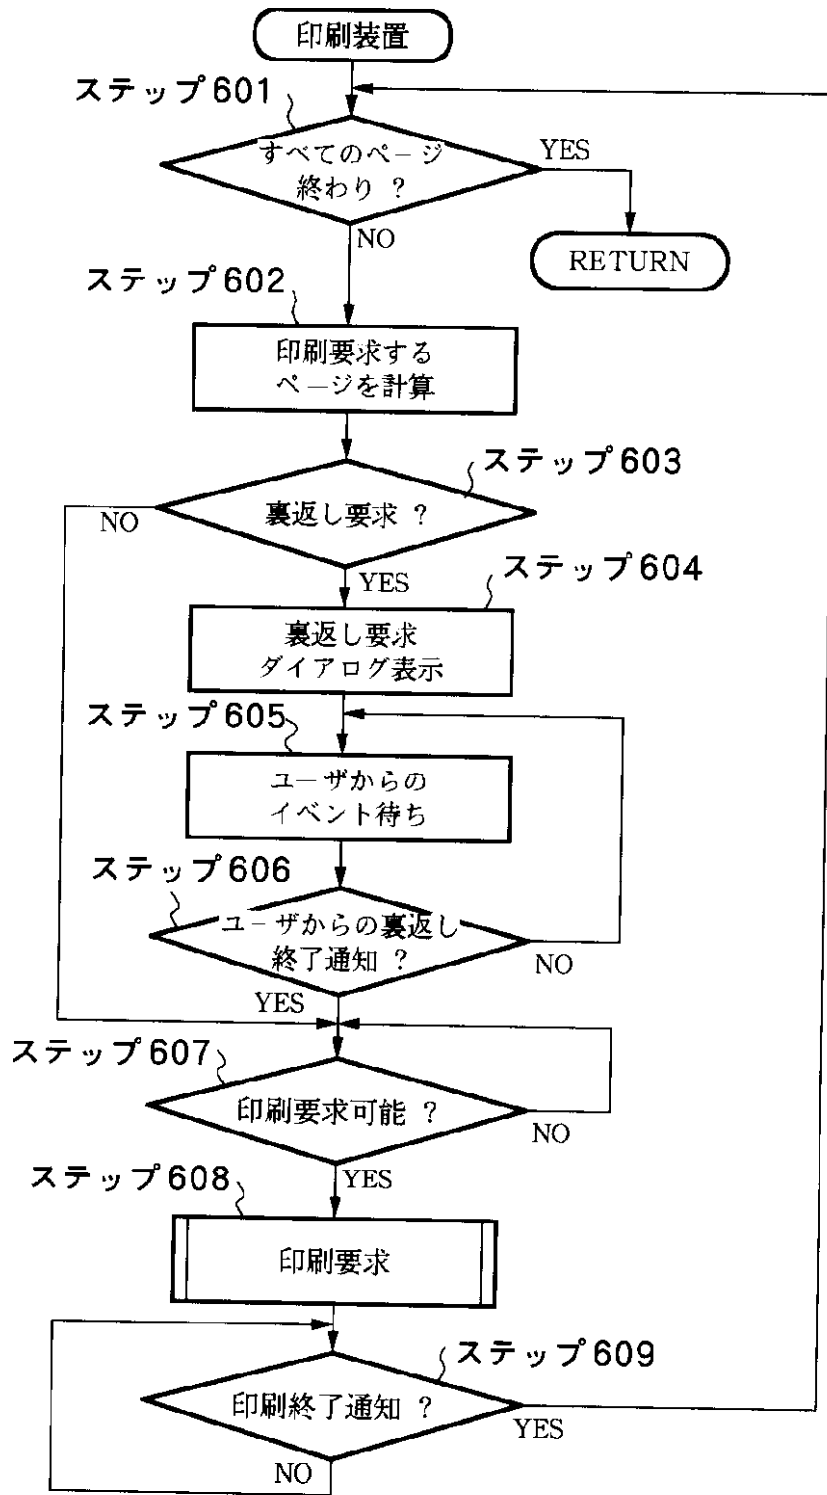 印刷装置
ステップ601
すべてのページ
終わり ?
YES
NO
RETURN
ステップ602
印刷要求する
ページを計算
ステップ603
裏返し要求 ?
NO
YES
ステップ604
裏返し要求
ダイアログ表示
ステップ605
ユーザからの
イベント待ち
ステップ606
ユーザからの裏返し
終了通知 ?
NO
YES
ステップ607
印刷要求可能 ?
NO
YES
ステップ608
印刷要求
ステップ609
印刷終了通知 ?
YES
NO